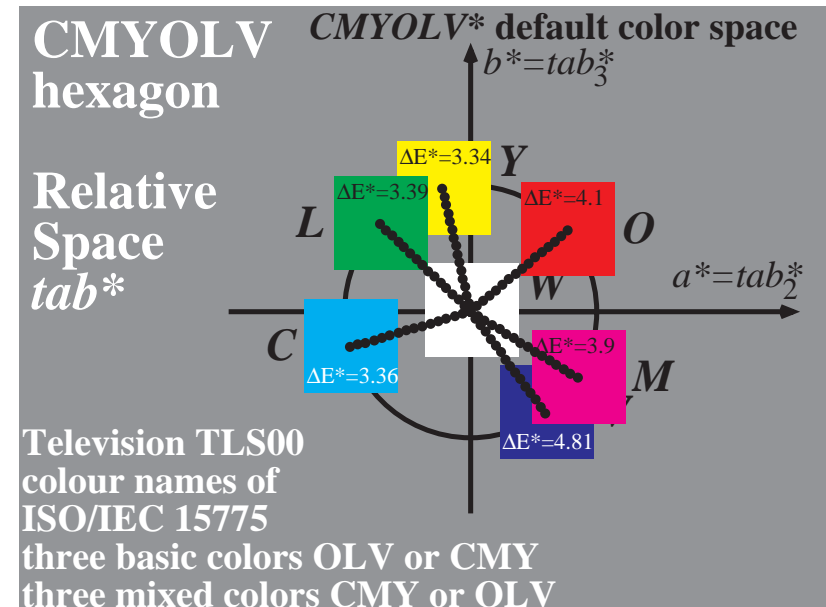 CMYOLV
hexagon
CMYOLV* default color space
b*=tab*3
Relative
Space
tab*
ΔE*=3.34
Y
ΔE*=3.39
L
ΔE*=4.1
O
W
a*=tab*2
C
ΔE*=3.36
ΔE*=3.9
M
ΔE*=4.81
Television TLS00
colour names of
ISO/IEC 15775
three basic colors OLV or CMY
three mixed colors CMY or OLV